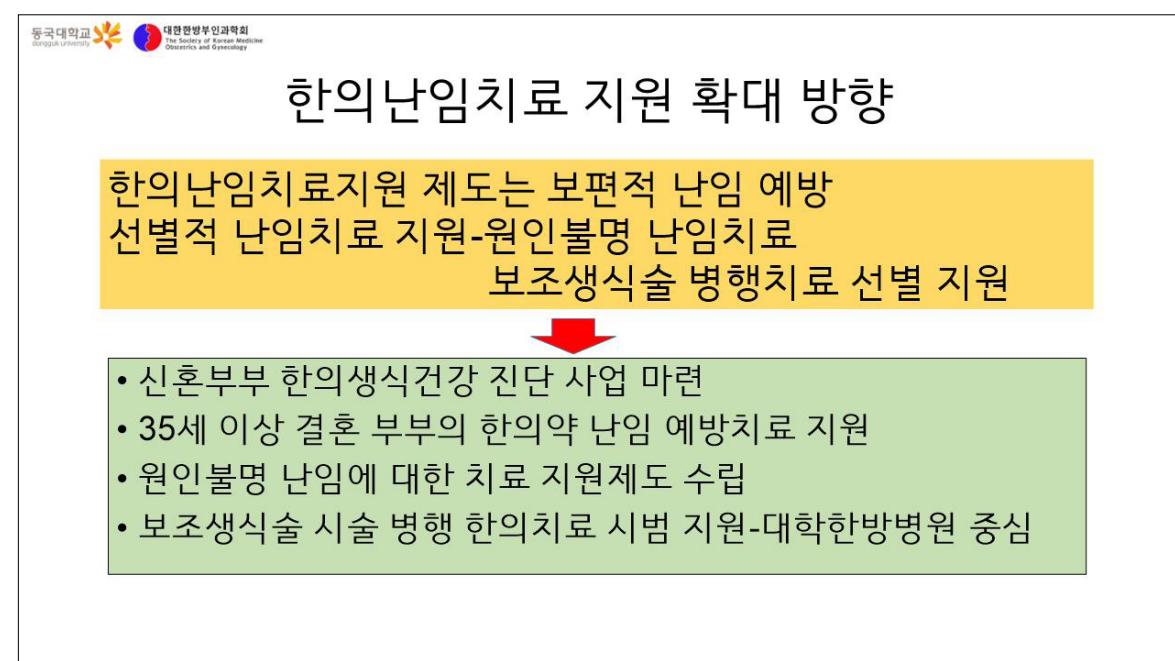 동국대학교
dongguk university
대한한방부인과학회
The Society of Korean Medicine
Obstetrics and Gynecology
한의난임치료 지원 확대 방향
한의난임치료지원 제도는 보편적 난임 예방
선별적 난임치료 지원-원인불명 난임치료
보조생식술 병행치료 선별 지원
• 신혼부부 한의생식건강 진단 사업 마련
• 35세 이상 결혼 부부의 한의약 난임 예방치료 지원
• 원인불명 난임에 대한 치료 지원제도 수립
• 보조생식술 시술 병행 한의치료 시범 지원-대학한방병원 중심